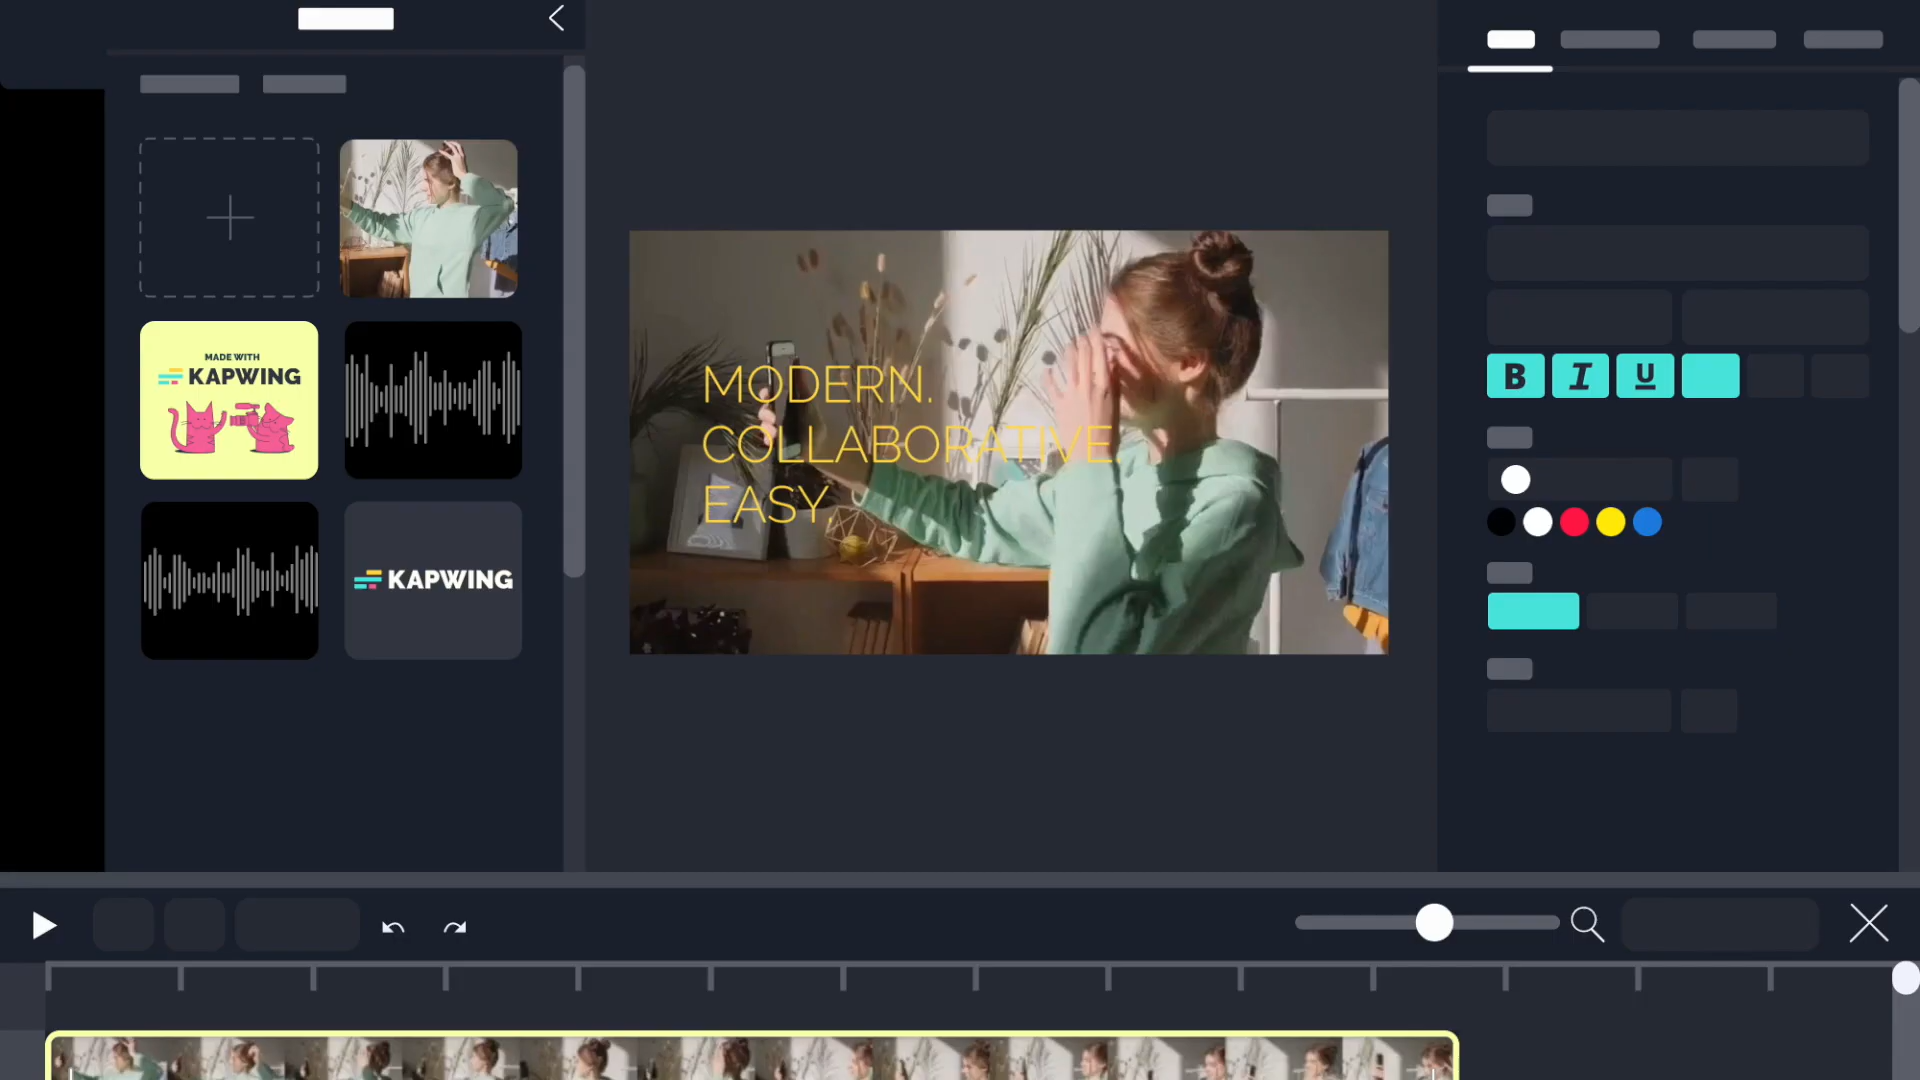 MADE WITH
KAPWING
KAPWING
MODERN.
COLLABORATIVE.
EASY.
B I U